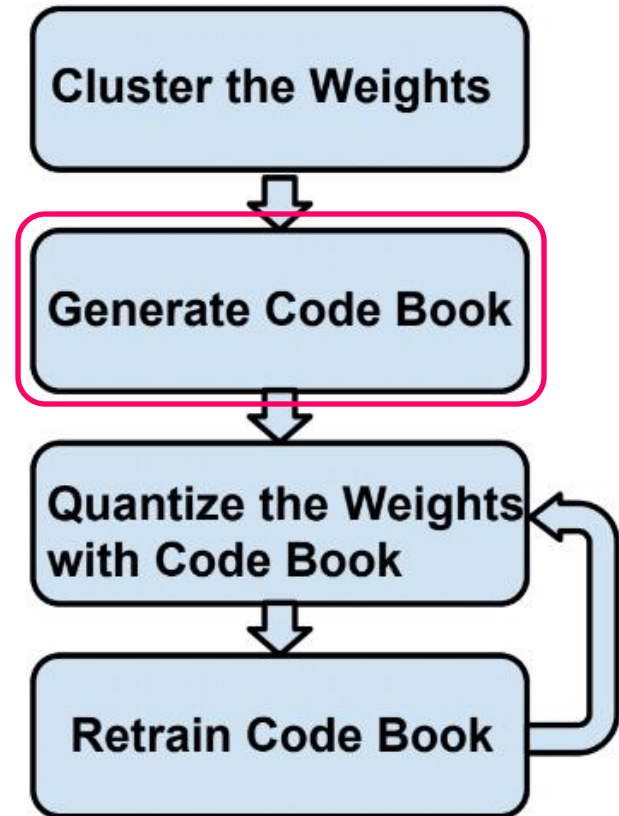 Cluster the Weights
Generate Code Book
Quantize the Weights
with Code Book
Retrain Code Book